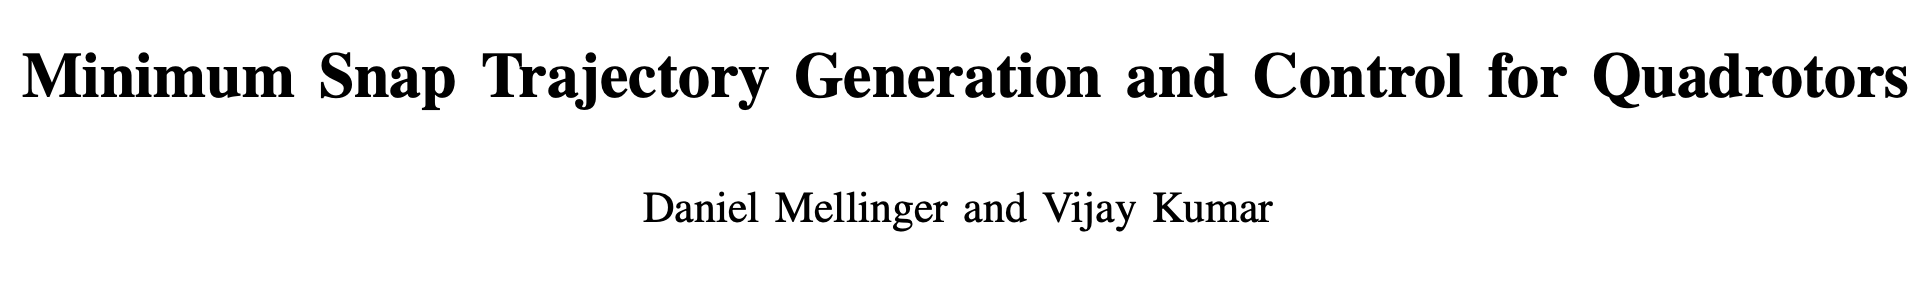 Minimum Snap Trajectory Generation and Control for Quadrotors
Daniel Mellinger and Vijay Kumar